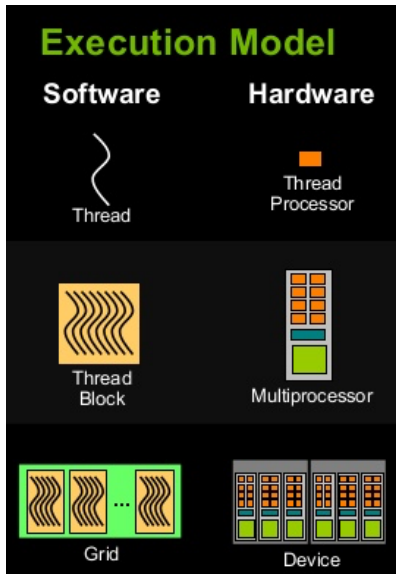 Execution Model
Software Hardware
Thread
Thread
Processor
Thread
Block
Multiprocessor
...
Grid
Device